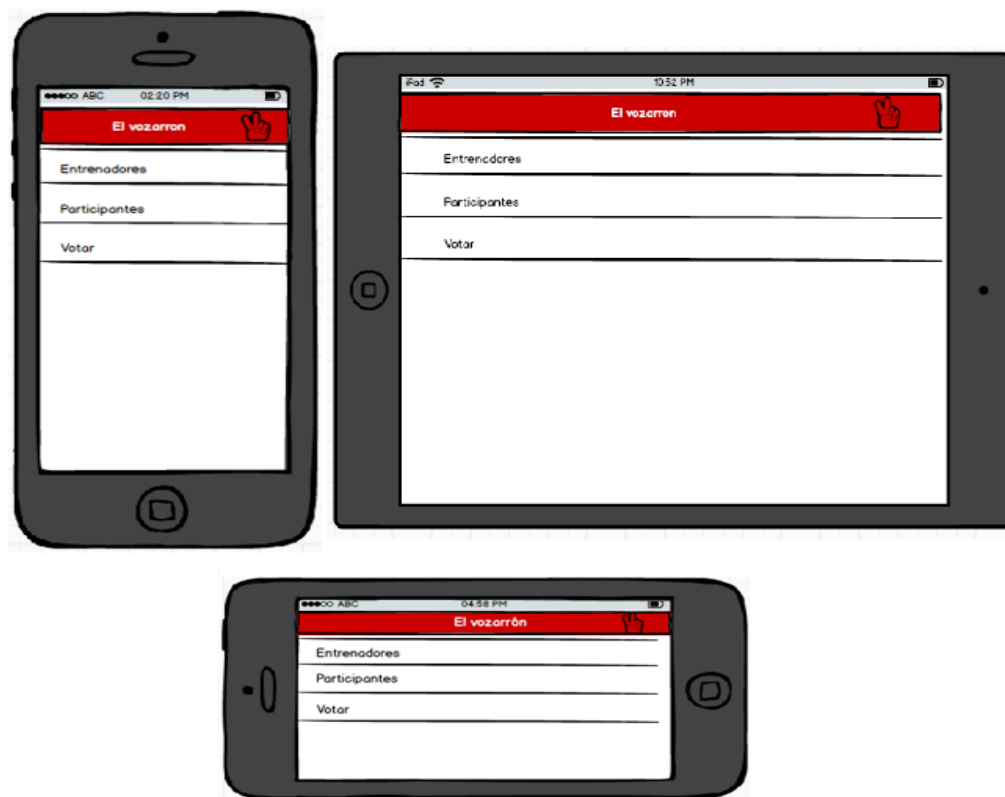 ABC 02:20 PM
El vozarron
Entrenadores
Participantes
Votar
iPad 10:52 PM
El vozarron
Entrenadores
Participantes
Votar
ABC 04:58 PM
El vozarrón
Entrenadores
Participantes
Votar